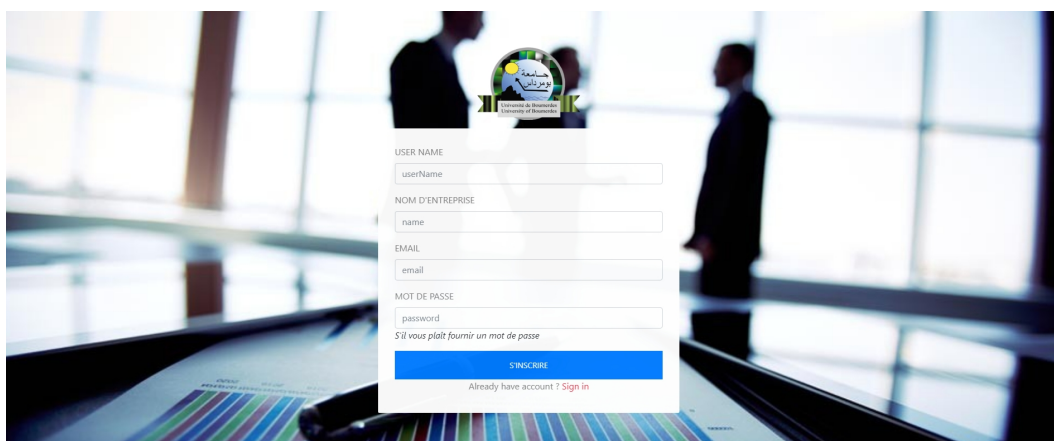 جامعة
بومرداس
Université de Boumerdes
University of Boumerdes
USER NAME
userName
NOM D'ENTREPRISE
name
EMAIL
email
MOT DE PASSE
password
S'il vous plaît fournir un mot de passe
S'INSCRIRE
Already have account ? Sign in